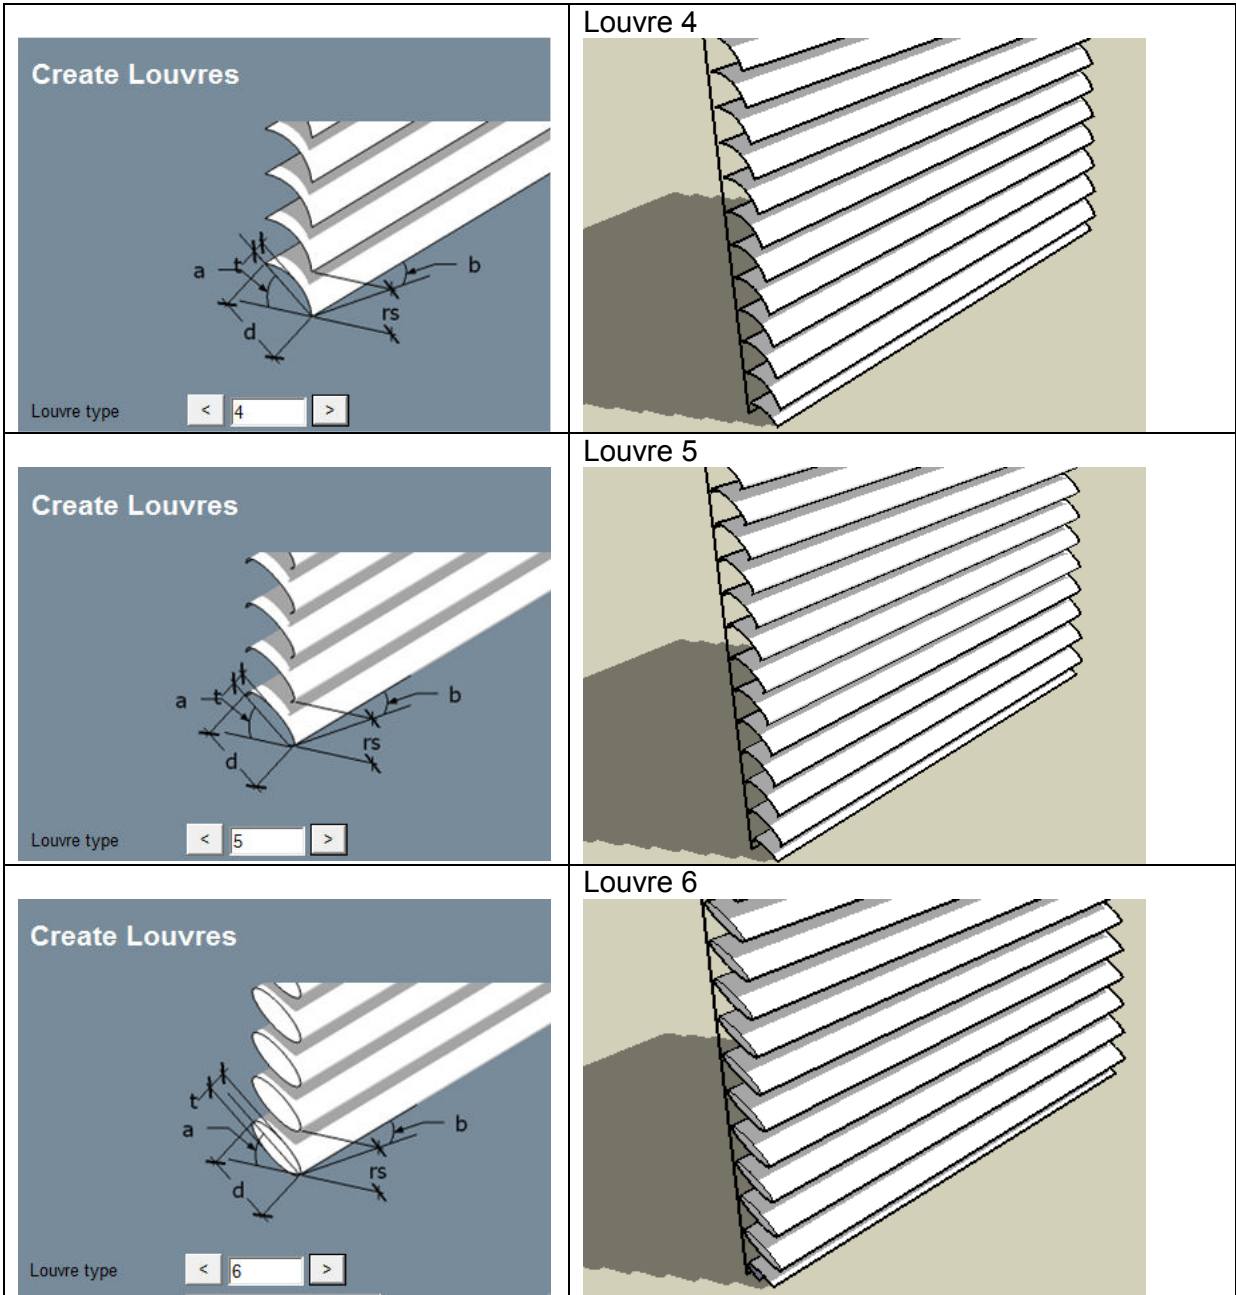 Louvre 4
Create Louvres
a
t
b
rs
d
Louvre type < 4 >
Louvre 5
Create Louvres
a
t
b
rs
d
Louvre type < 5 >
Louvre 6
Create Louvres
t
a
b
rs
d
Louvre type < 6 >